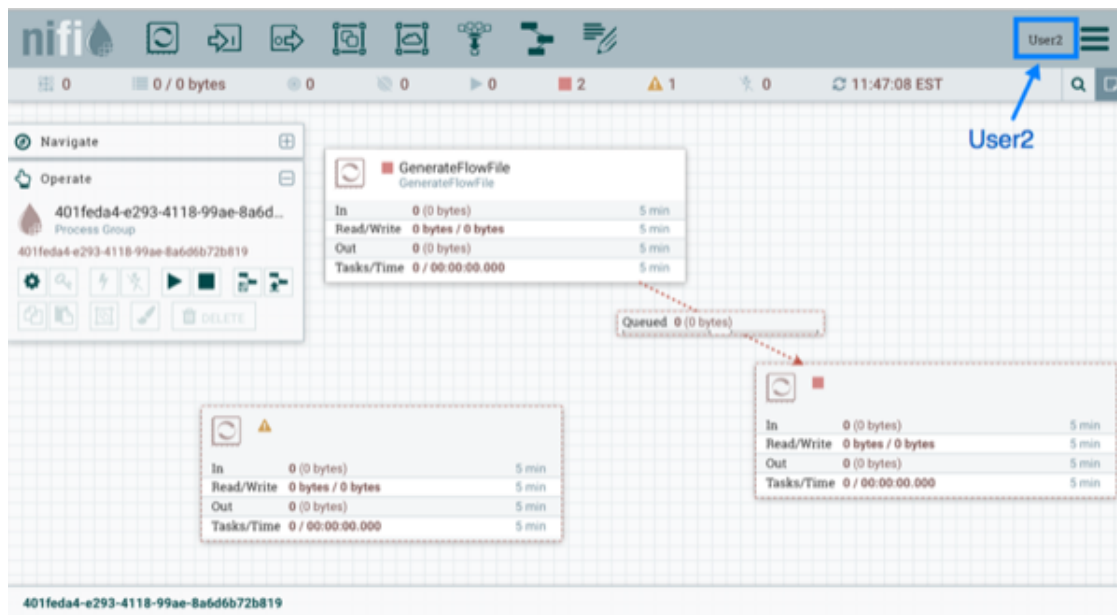 nifi
User2
0
0 / 0 bytes
0
0
0
2
1
0
11:47:08 EST
User2
Navigate
Operate
401feda4-e293-4118-99ae-8a6d...
Process Group
401feda4-e293-4118-99ae-8a6d6b72b819
DELETE
GenerateFlowFile
GenerateFlowFile
In 0 (0 bytes) 5 min
Read/Write 0 bytes / 0 bytes 5 min
Out 0 (0 bytes) 5 min
Tasks/Time 0 / 00:00:00.000 5 min
Queued 0 (0 bytes)
In 0 (0 bytes) 5 min
Read/Write 0 bytes / 0 bytes 5 min
Out 0 (0 bytes) 5 min
Tasks/Time 0 / 00:00:00.000 5 min
In 0 (0 bytes) 5 min
Read/Write 0 bytes / 0 bytes 5 min
Out 0 (0 bytes) 5 min
Tasks/Time 0 / 00:00:00.000 5 min
401feda4-e293-4118-99ae-8a6d6b72b819